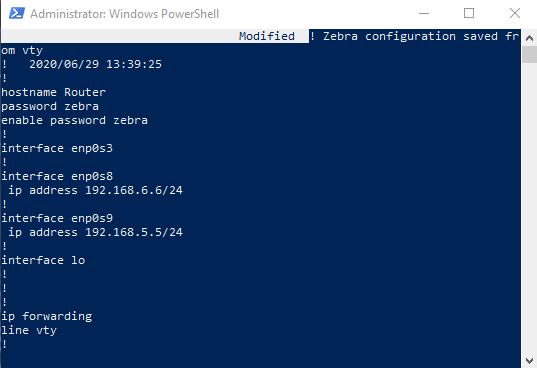 Administrator: Windows PowerShell
Modified ! Zebra configuration saved fr
om vty
! 2020/06/29 13:39:25
!
hostname Router
password zebra
enable password zebra
!
interface enp0s3
!
interface enp0s8
ip address 192.168.6.6/24
!
interface enp0s9
ip address 192.168.5.5/24
!
interface lo
!
!
!
ip forwarding
line vty
!